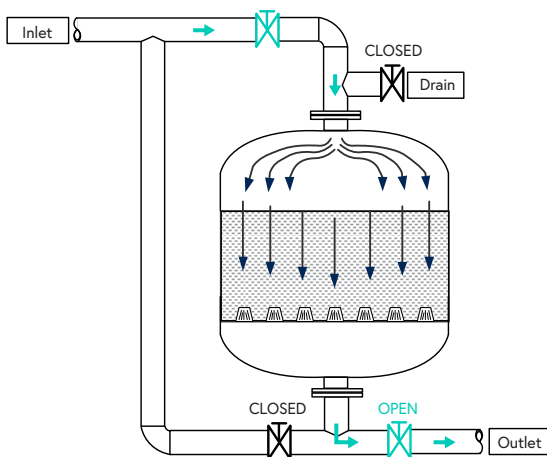 Inlet
CLOSED
Drain
CLOSED
OPEN
Outlet